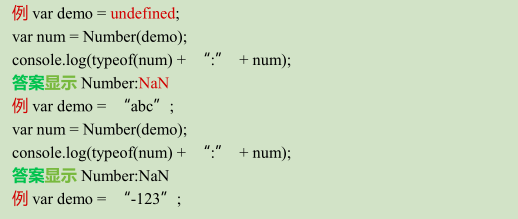 例 var demo = undefined;
var num = Number(demo);
console.log(typeof(num) + “:” + num);
答案显示 Number:NaN
例 var demo = “abc” ;
var num = Number(demo);
console.log(typeof(num) + “:” + num);
答案显示 Number:NaN
例 var demo = “-123” ;